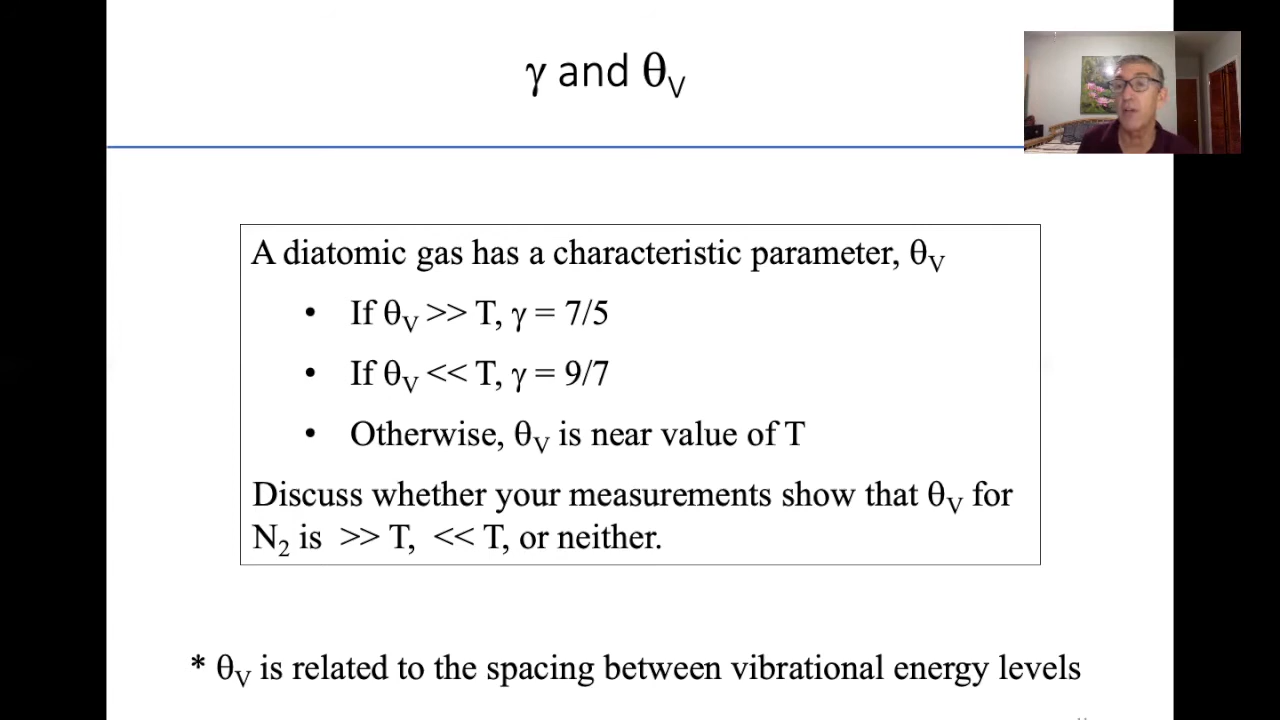 γ and θV
A diatomic gas has a characteristic parameter, θV
• If θV >> T, γ = 7/5
• If θV << T, γ = 9/7
• Otherwise, θV is near value of T
Discuss whether your measurements show that θV for
N2 is >> T, << T, or neither.
* θV is related to the spacing between vibrational energy levels